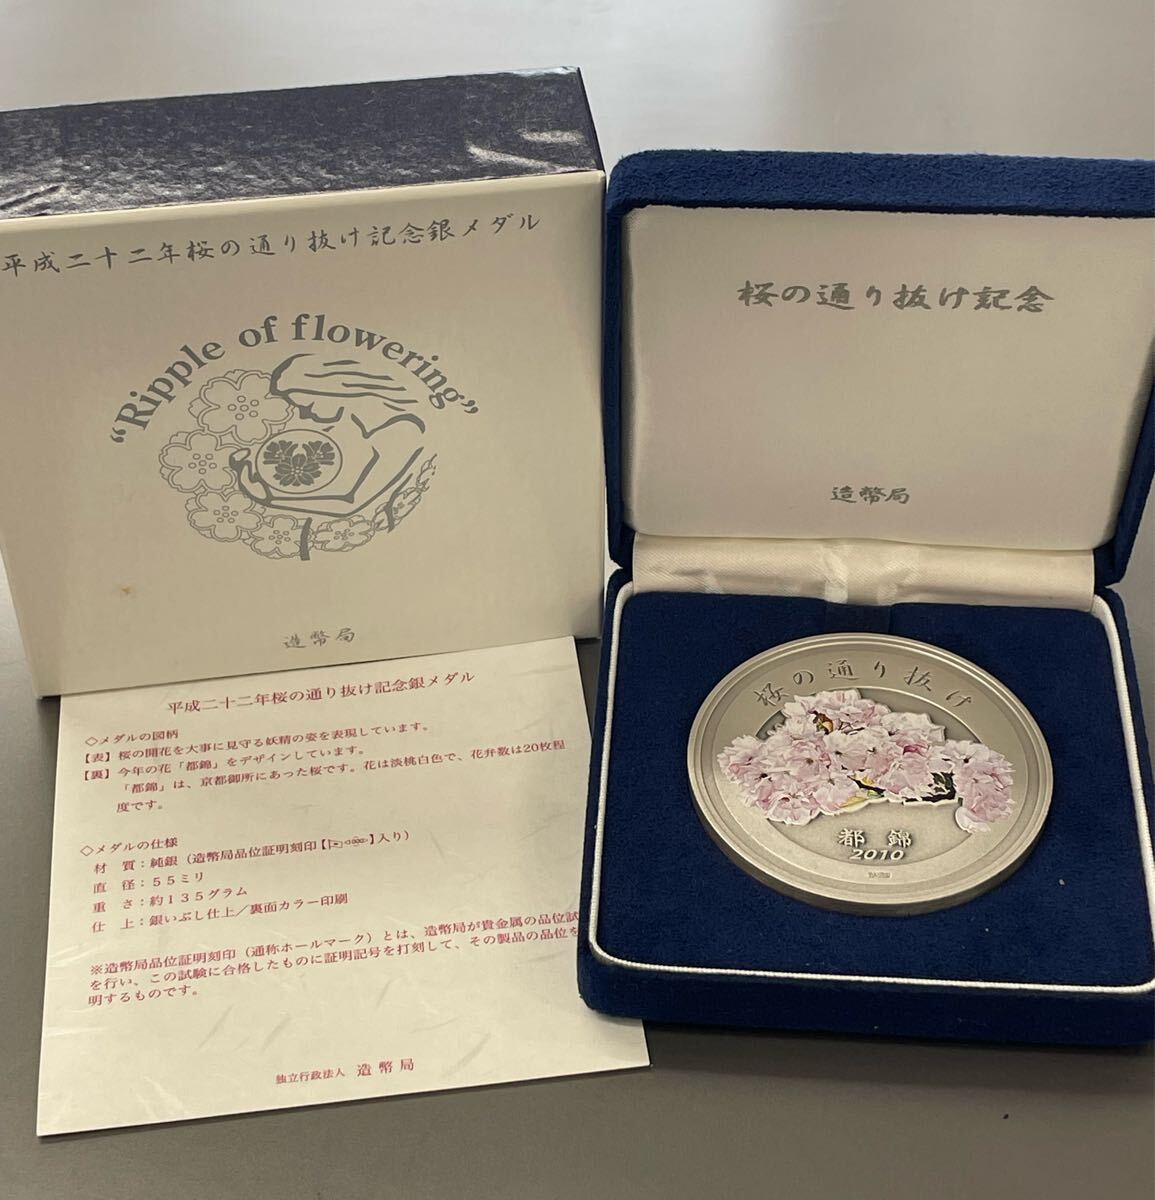 平成二十二年桜の通り抜け記念銀メダル
“Ripple of flowering”
造幣局
桜の通り抜け記念
造幣局
桜の通り抜け
都錦
2010
平成二十二年桜の通り抜け記念銀メダル
◇メダルの図柄
【表】桜の開花を大事に見守る妖精の姿を表現しています。
【裏】今年の花「都錦」をデザインしています。
「都錦」は、京都御所にあった桜です。花は淡桃白色で、花弁数は20枚程
度です。
◇メダルの仕様
材 質：純銀（造幣局品位証明刻印【 】入り）
直 径：５５ミリ
重 さ：約１３５グラム
仕 上：銀いぶし仕上／裏面カラー印刷
※造幣局品位証明刻印（通称ホールマーク）とは、造幣局が貴金属の品位試
を行い、この試験に合格したものに証明記号を打刻して、その製品の品位を
明するものです。
独立行政法人 造幣局